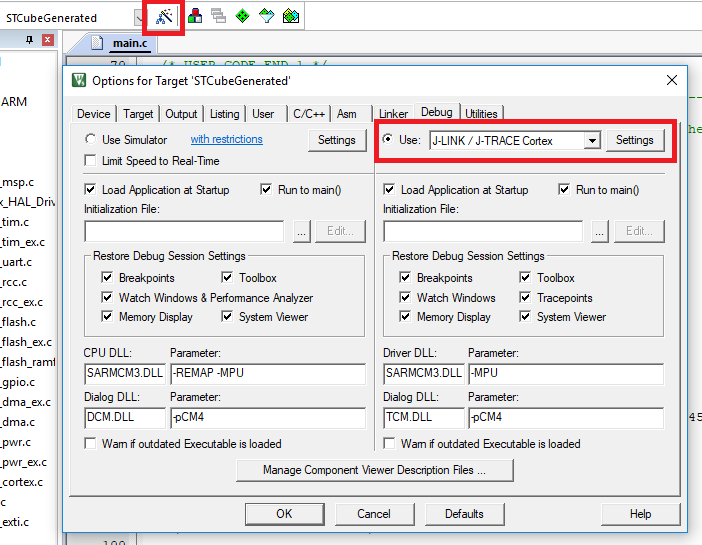 STCubeGenerated
main.c
79 /* USER CODE END 1 */
ARM
Options for Target 'STCubeGenerated'
Device Target Output Listing User C/C++ Asm Linker Debug Utilities
Use Simulator with restrictions Settings Use: J-LINK / J-TRACE Cortex Settings
he
Limit Speed to Real-Time
_msp.c
Load Application at Startup Run to main() Load Application at Startup Run to main()
x_HAL_Driv
Initialization File: Initialization File:
_tim.c
... Edit... ... Edit...
_tim_ex.c
_uart.c
Restore Debug Session Settings Restore Debug Session Settings
_rcc.c
Breakpoints Toolbox Breakpoints Toolbox
_rcc_ex.c
Watch Windows & Performance Analyzer Watch Windows Tracepoints
_flash.c
Memory Display System Viewer Memory Display System Viewer
_flash_ex.c
_flash_ramf
CPU DLL: Parameter: Driver DLL: Parameter:
_gpio.c
SARMCM3.DLL -REMAP -MPU SARMCM3.DLL -MPU
_dma_ex.c
Dialog DLL: Parameter: Dialog DLL: Parameter:
_dma.c
DCM.DLL -pCM4 TCM.DLL -pCM4
45
_pwr.c
Warn if outdated Executable is loaded Warn if outdated Executable is loaded
_pwr_ex.c
Manage Component Viewer Description Files ...
_cortex.c
c
OK Cancel Defaults Help
_exti.c
100